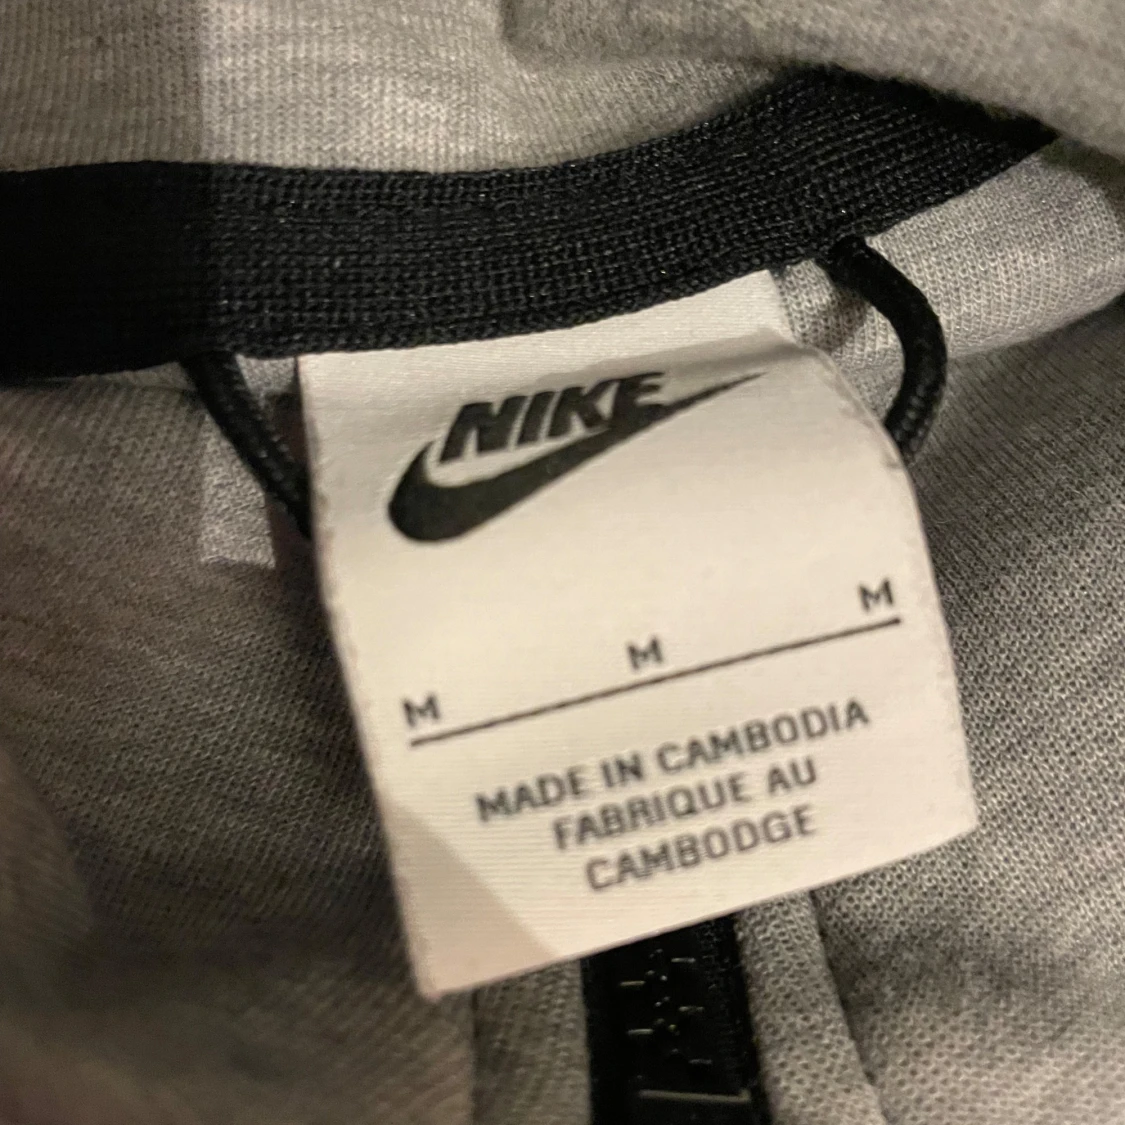 NIKE
M M M
MADE IN CAMBODIA
FABRIQUE AU
CAMBODGE